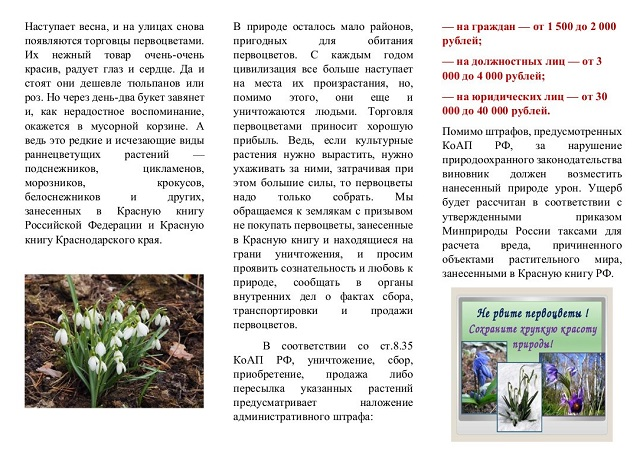 Наступает весна, и на улицах снова
появляются торговцы первоцветами.
Их нежный товар очень-очень
красив, радует глаз и сердце. Да и
стоят они дешевле тюльпанов или
роз. Но через день-два букет завянет
и, как нерадостное воспоминание,
окажется в мусорной корзине. А
ведь это редкие и исчезающие виды
раннецветущих растений —
подснежников, цикламенов,
морозников, крокусов,
белоснежников и других,
занесенных в Красную книгу
Российской Федерации и Красную
книгу Краснодарского края.
В природе осталось мало районов,
пригодных для обитания
первоцветов. С каждым годом
цивилизация все больше наступает
на места их произрастания, но,
помимо этого, они еще и
уничтожаются людьми. Торговля
первоцветами приносит хорошую
прибыль. Ведь, если культурные
растения нужно вырастить, нужно
ухаживать за ними, затрачивая при
этом большие силы, то первоцветы
надо только собрать. Мы
обращаемся к землякам с призывом
не покупать первоцветы, занесенные
в Красную книгу и находящиеся на
грани уничтожения, и просим
проявить сознательность и любовь к
природе, сообщать в органы
внутренних дел о фактах сбора,
транспортировки и продажи
первоцветов.
В соответствии со ст.8.35
КоАП РФ, уничтожение, сбор,
приобретение, продажа либо
пересылка указанных растений
предусматривает наложение
административного штрафа:
— на граждан — от 1 500 до 2 000
рублей;
— на должностных лиц — от 3
000 до 4 000 рублей;
— на юридических лиц — от 30
000 до 40 000 рублей.
Помимо штрафов, предусмотренных
КоАП РФ, за нарушение
природоохранного законодательства
виновник должен возместить
нанесенный природе урон. Ущерб
будет рассчитан в соответствии с
утвержденными приказом
Минприроды России таксами для
расчета вреда, причиненного
объектами растительного мира,
занесенными в Красную книгу РФ.
Не рвите первоцветы !
Сохраните хрупкую красоту
природы!